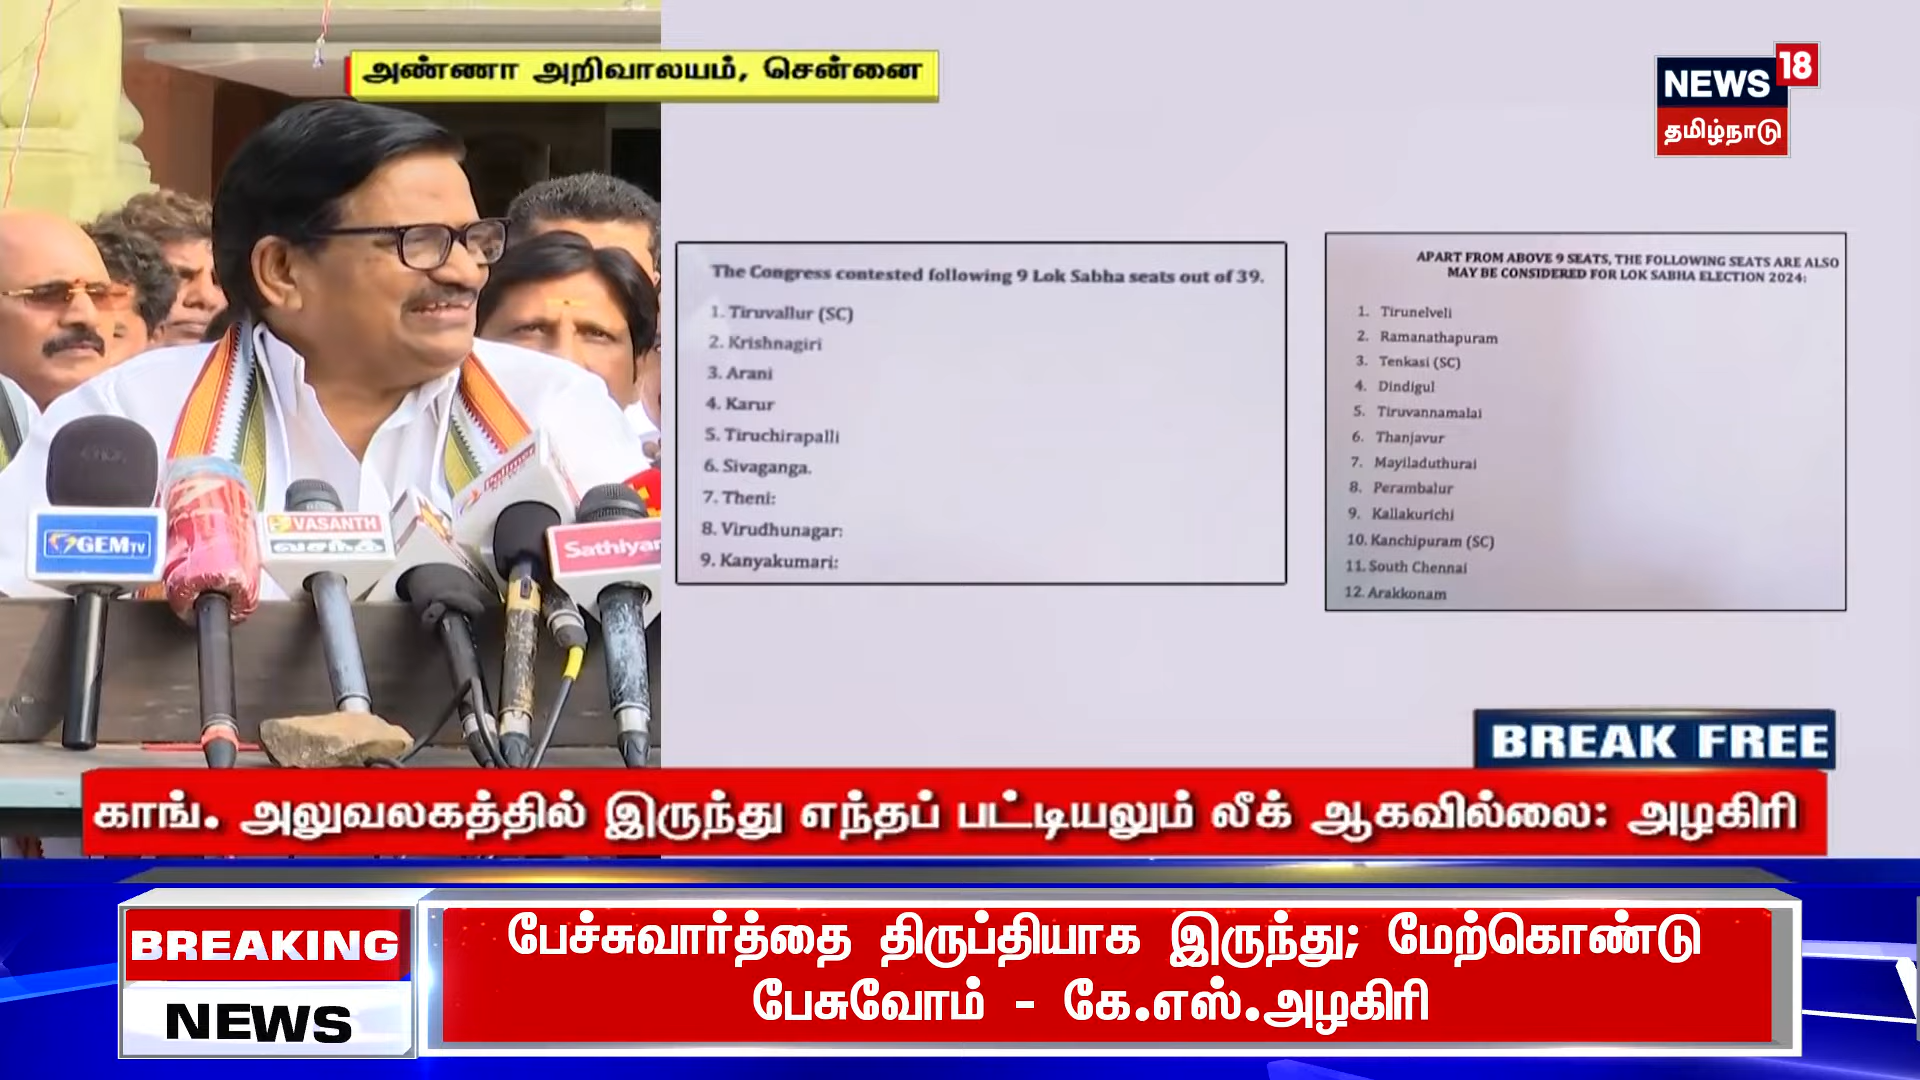 அண்ணா அறிவாலயம், சென்னை
NEWS 18
தமிழ்நாடு
The Congress contested following 9 Lok Sabha seats out of 39.
1. Tiruvallur (SC)
2. Krishnagiri
3. Arani
4. Karur
5. Tiruchirapalli
6. Sivaganga.
7. Theni:
8. Virudhunagar:
9. Kanyakumari:
APART FROM ABOVE 9 SEATS, THE FOLLOWING SEATS ARE ALSO
MAY BE CONSIDERED FOR LOK SABHA ELECTION 2024:
1. Tirunelveli
2. Ramanathapuram
3. Tenkasi (SC)
4. Dindigul
5. Tiruvannamalai
6. Thanjavur
7. Mayiladuthurai
8. Perambalur
9. Kallakurichi
10. Kanchipuram (SC)
11. South Chennai
12. Arakkonam
GEM TV
VASANTH
வசந்த்
Sathiyam
BREAK FREE
காங். அலுவலகத்தில் இருந்து எந்தப் பட்டியலும் லீக் ஆகவில்லை: அழகிரி
BREAKING
NEWS
பேச்சுவார்த்தை திருப்தியாக இருந்து; மேற்கொண்டு
பேசுவோம் - கே.எஸ்.அழகிரி